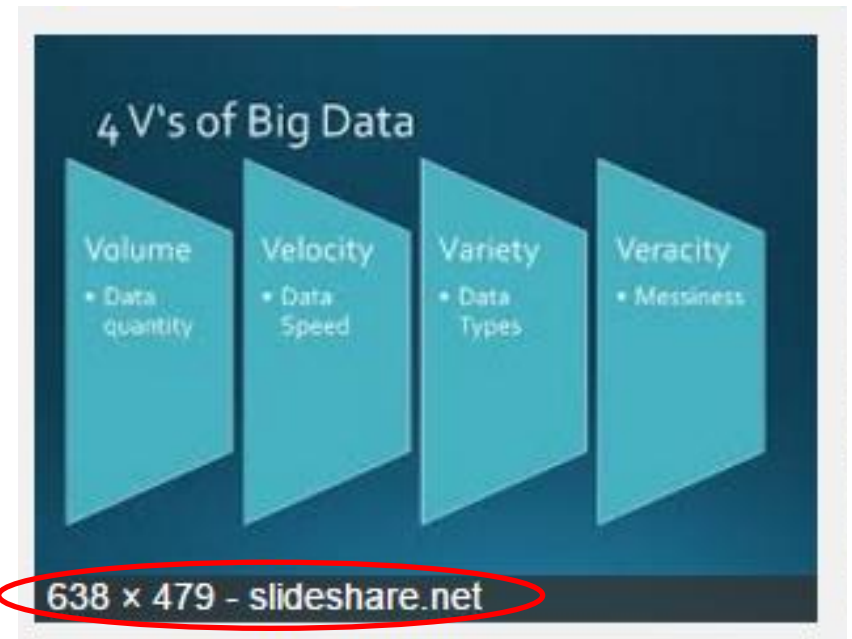 4 V's of Big Data
Volume
• Data
quantity
Velocity
• Data
Speed
Variety
• Data
Types
Veracity
• Messiness
638 × 479 - slideshare.net